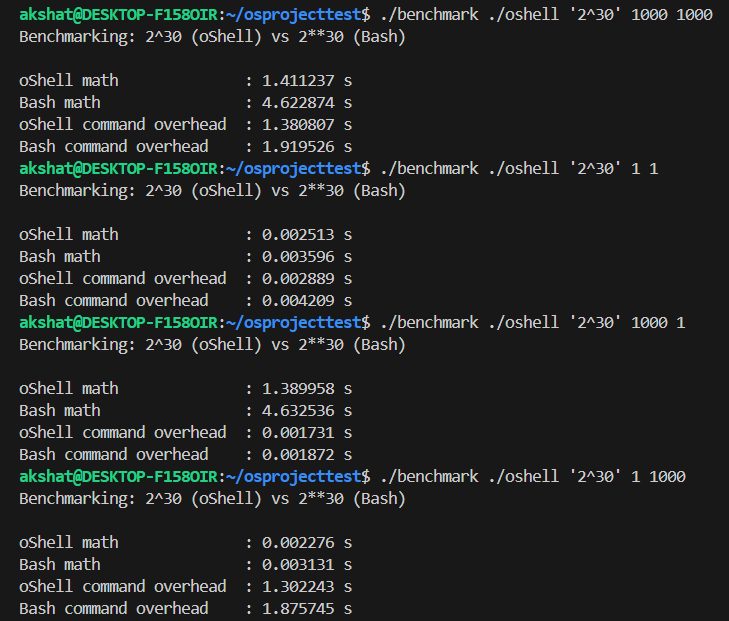 akshat@DESKTOP-F158OIR:~/osprojecttest$ ./benchmark ./oshell '2^30' 1000 1000
Benchmarking: 2^30 (oShell) vs 2**30 (Bash)
oShell math : 1.411237 s
Bash math : 4.622874 s
oShell command overhead : 1.380807 s
Bash command overhead : 1.919526 s
akshat@DESKTOP-F158OIR:~/osprojecttest$ ./benchmark ./oshell '2^30' 1 1
Benchmarking: 2^30 (oShell) vs 2**30 (Bash)
oShell math : 0.002513 s
Bash math : 0.003596 s
oShell command overhead : 0.002889 s
Bash command overhead : 0.004209 s
akshat@DESKTOP-F158OIR:~/osprojecttest$ ./benchmark ./oshell '2^30' 1000 1
Benchmarking: 2^30 (oShell) vs 2**30 (Bash)
oShell math : 1.389958 s
Bash math : 4.632536 s
oShell command overhead : 0.001731 s
Bash command overhead : 0.001872 s
akshat@DESKTOP-F158OIR:~/osprojecttest$ ./benchmark ./oshell '2^30' 1 1000
Benchmarking: 2^30 (oShell) vs 2**30 (Bash)
oShell math : 0.002276 s
Bash math : 0.003131 s
oShell command overhead : 1.302243 s
Bash command overhead : 1.875745 s